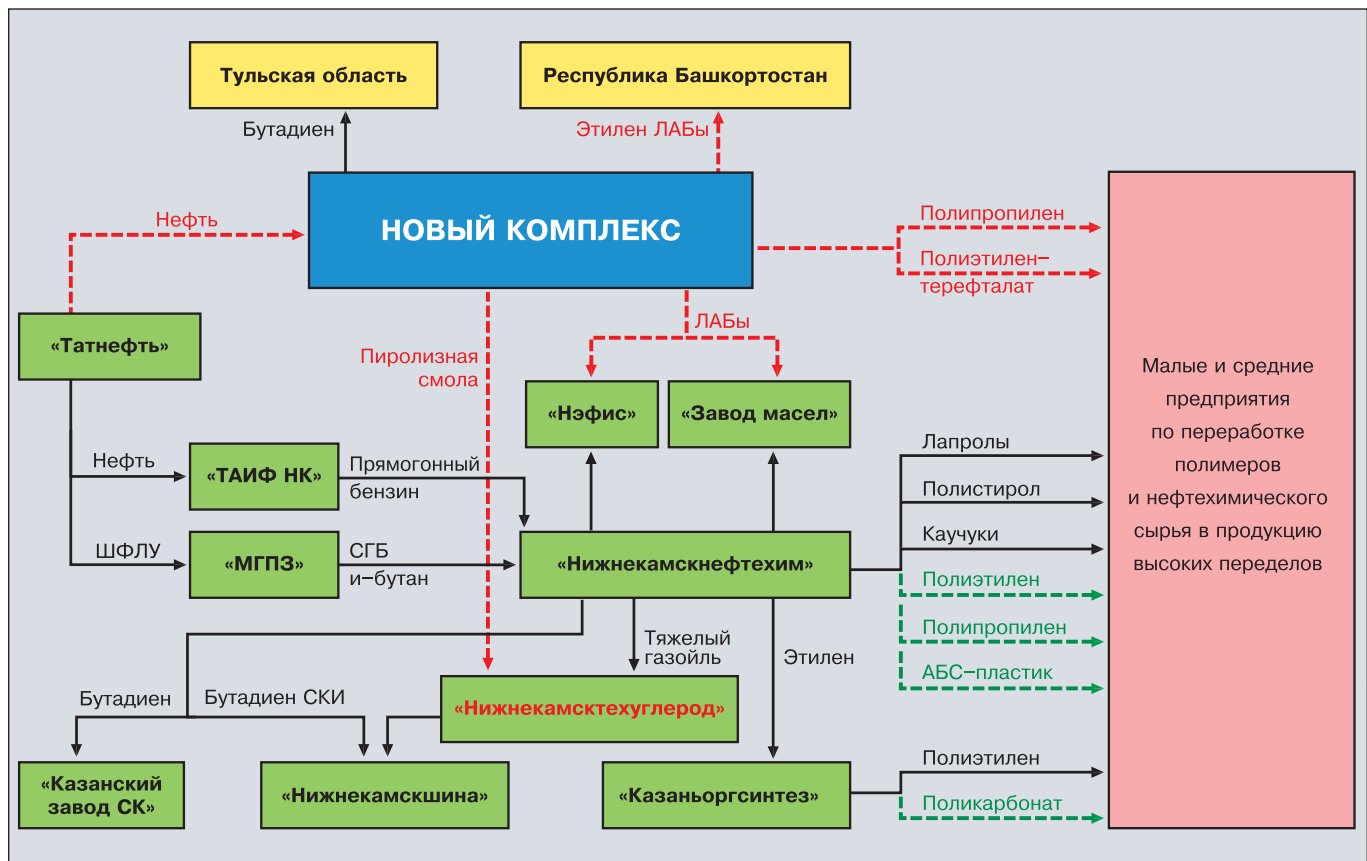 Тульская область
Республика Башкортостан
Бутадиен
Этилен ЛАБы
Нефть
НОВЫЙ КОМПЛЕКС
Полипропилен
Полиэтилен–
терефталат
«Татнефть»
ЛАБы
Пиролизная
смола
Малые и средние
предприятия
по переработке
полимеров
и нефтехимического
сырья в продукцию
высоких переделов
«Нэфис»
«Завод масел»
Нефть
«ТАИФ НК»
Прямогонный
бензин
Лапролы
Полистирол
Каучуки
ШФЛУ
«МГПЗ»
СГБ
и–бутан
«Нижнекамскнефтехим»
Полиэтилен
Полипропилен
АБС–пластик
Тяжелый
газойль
Этилен
Бутадиен
Бутадиен СКИ
«Нижнекамсктехуглерод»
«Казанский
завод СК»
«Нижнекамскшина»
«Казаньоргсинтез»
Полиэтилен
Поликарбонат